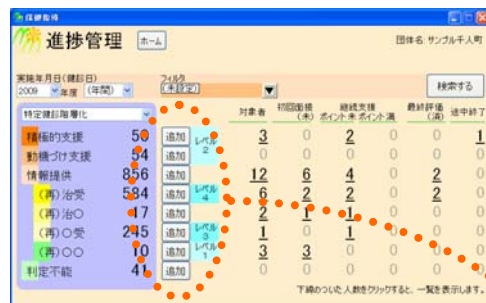 保健指導
進捗管理 ホーム 団体名 サンプル千人町
実施年月日(健診日) フィルタ
2009 年度 (年間) (未設定) 検索する
特定健診階層化 対象者 初回面接(未) 継続支援 ポイント未 ポイント満 最終評価(済) 途中終了
積極的支援 50 追加 レベル2 3 0 2 0 0 1
動機づけ支援 54 追加 0 0 0 0 0 0
情報提供 856 追加 12 6 4 0 2 0
(再)治受 584 追加 レベル4 6 2 2 0 2 0
(再)治〇 17 追加 2 1 1 0 0 0
(再)〇受 245 追加 レベル3 1 0 1 0 0 0
(再)〇〇 10 追加 レベル1 3 3 0 0 0 0
判定不能 41 追加 0 0 0 0 0 0
下線のついた人数をクリックすると、一覧を表示します。